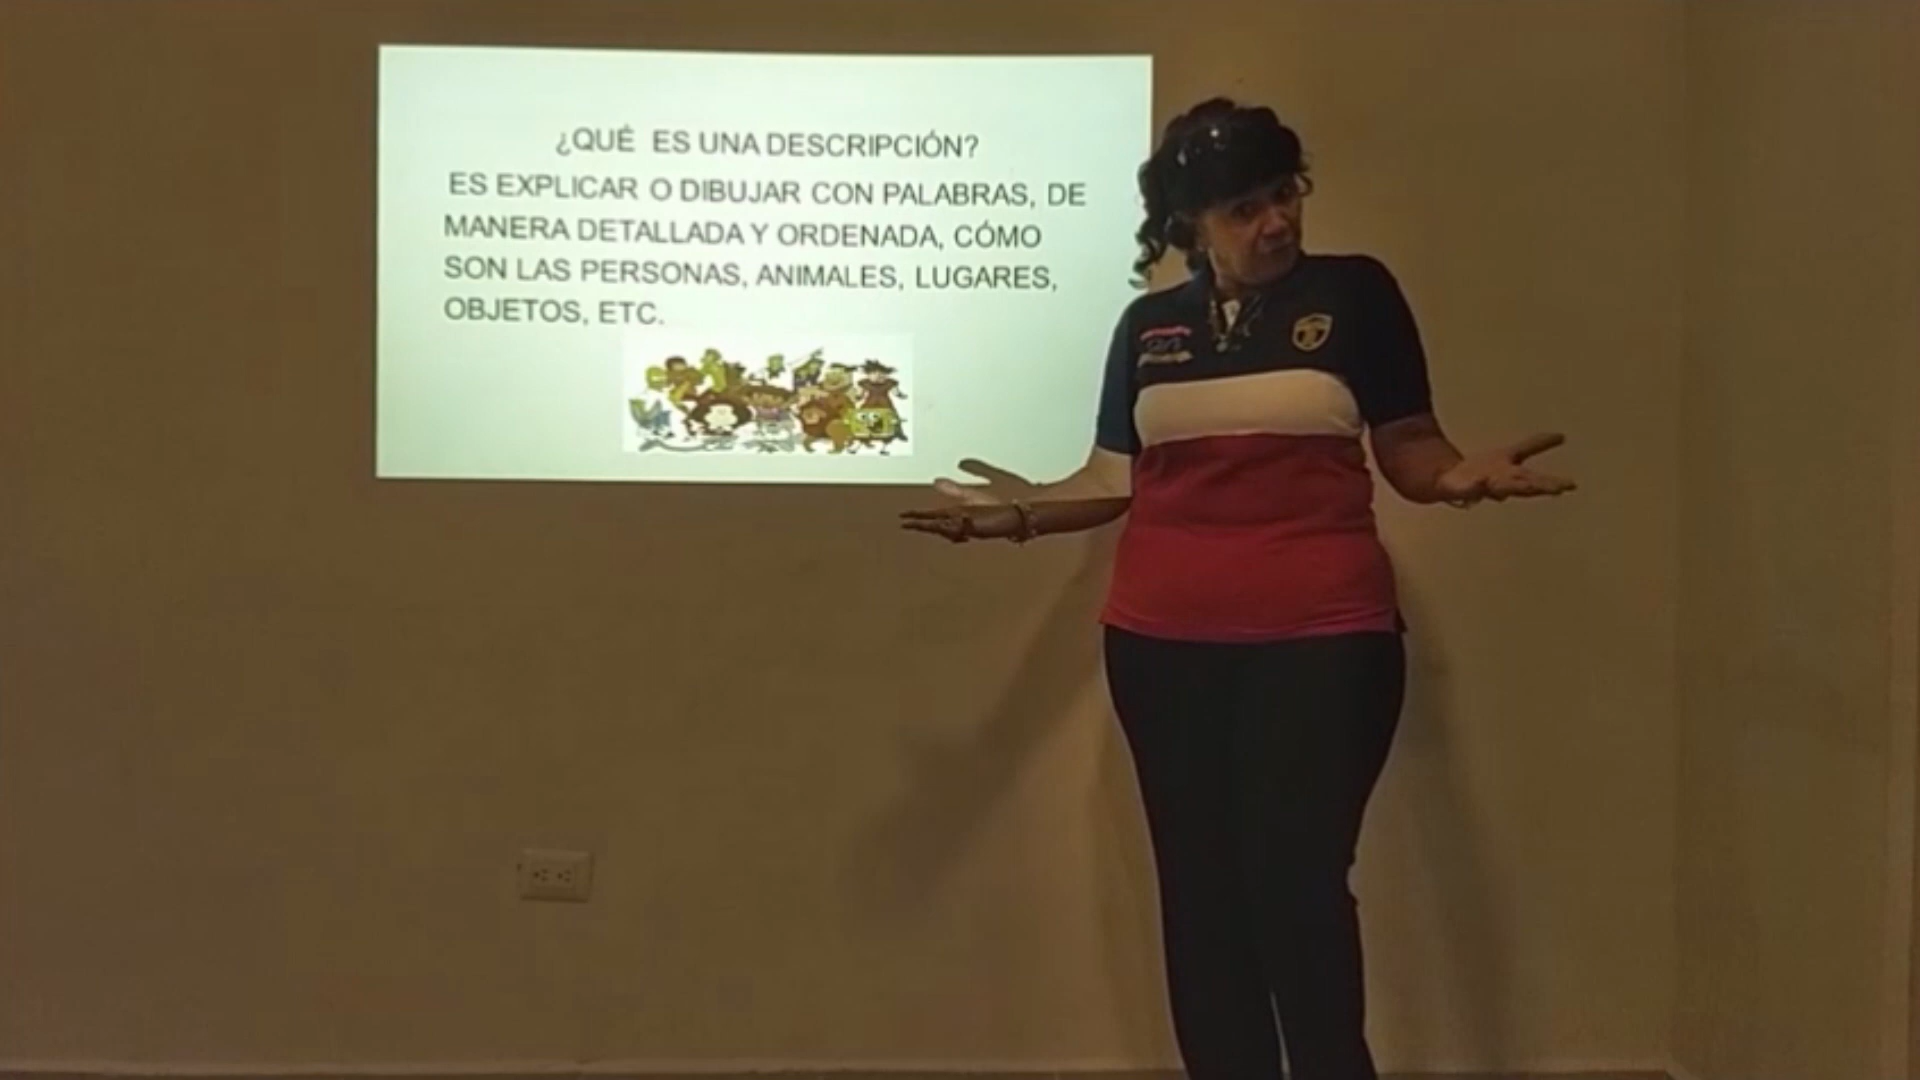 ¿QUÉ ES UNA DESCRIPCIÓN?
ES EXPLICAR O DIBUJAR CON PALABRAS, DE
MANERA DETALLADA Y ORDENADA, CÓMO
SON LAS PERSONAS, ANIMALES, LUGARES,
OBJETOS, ETC.